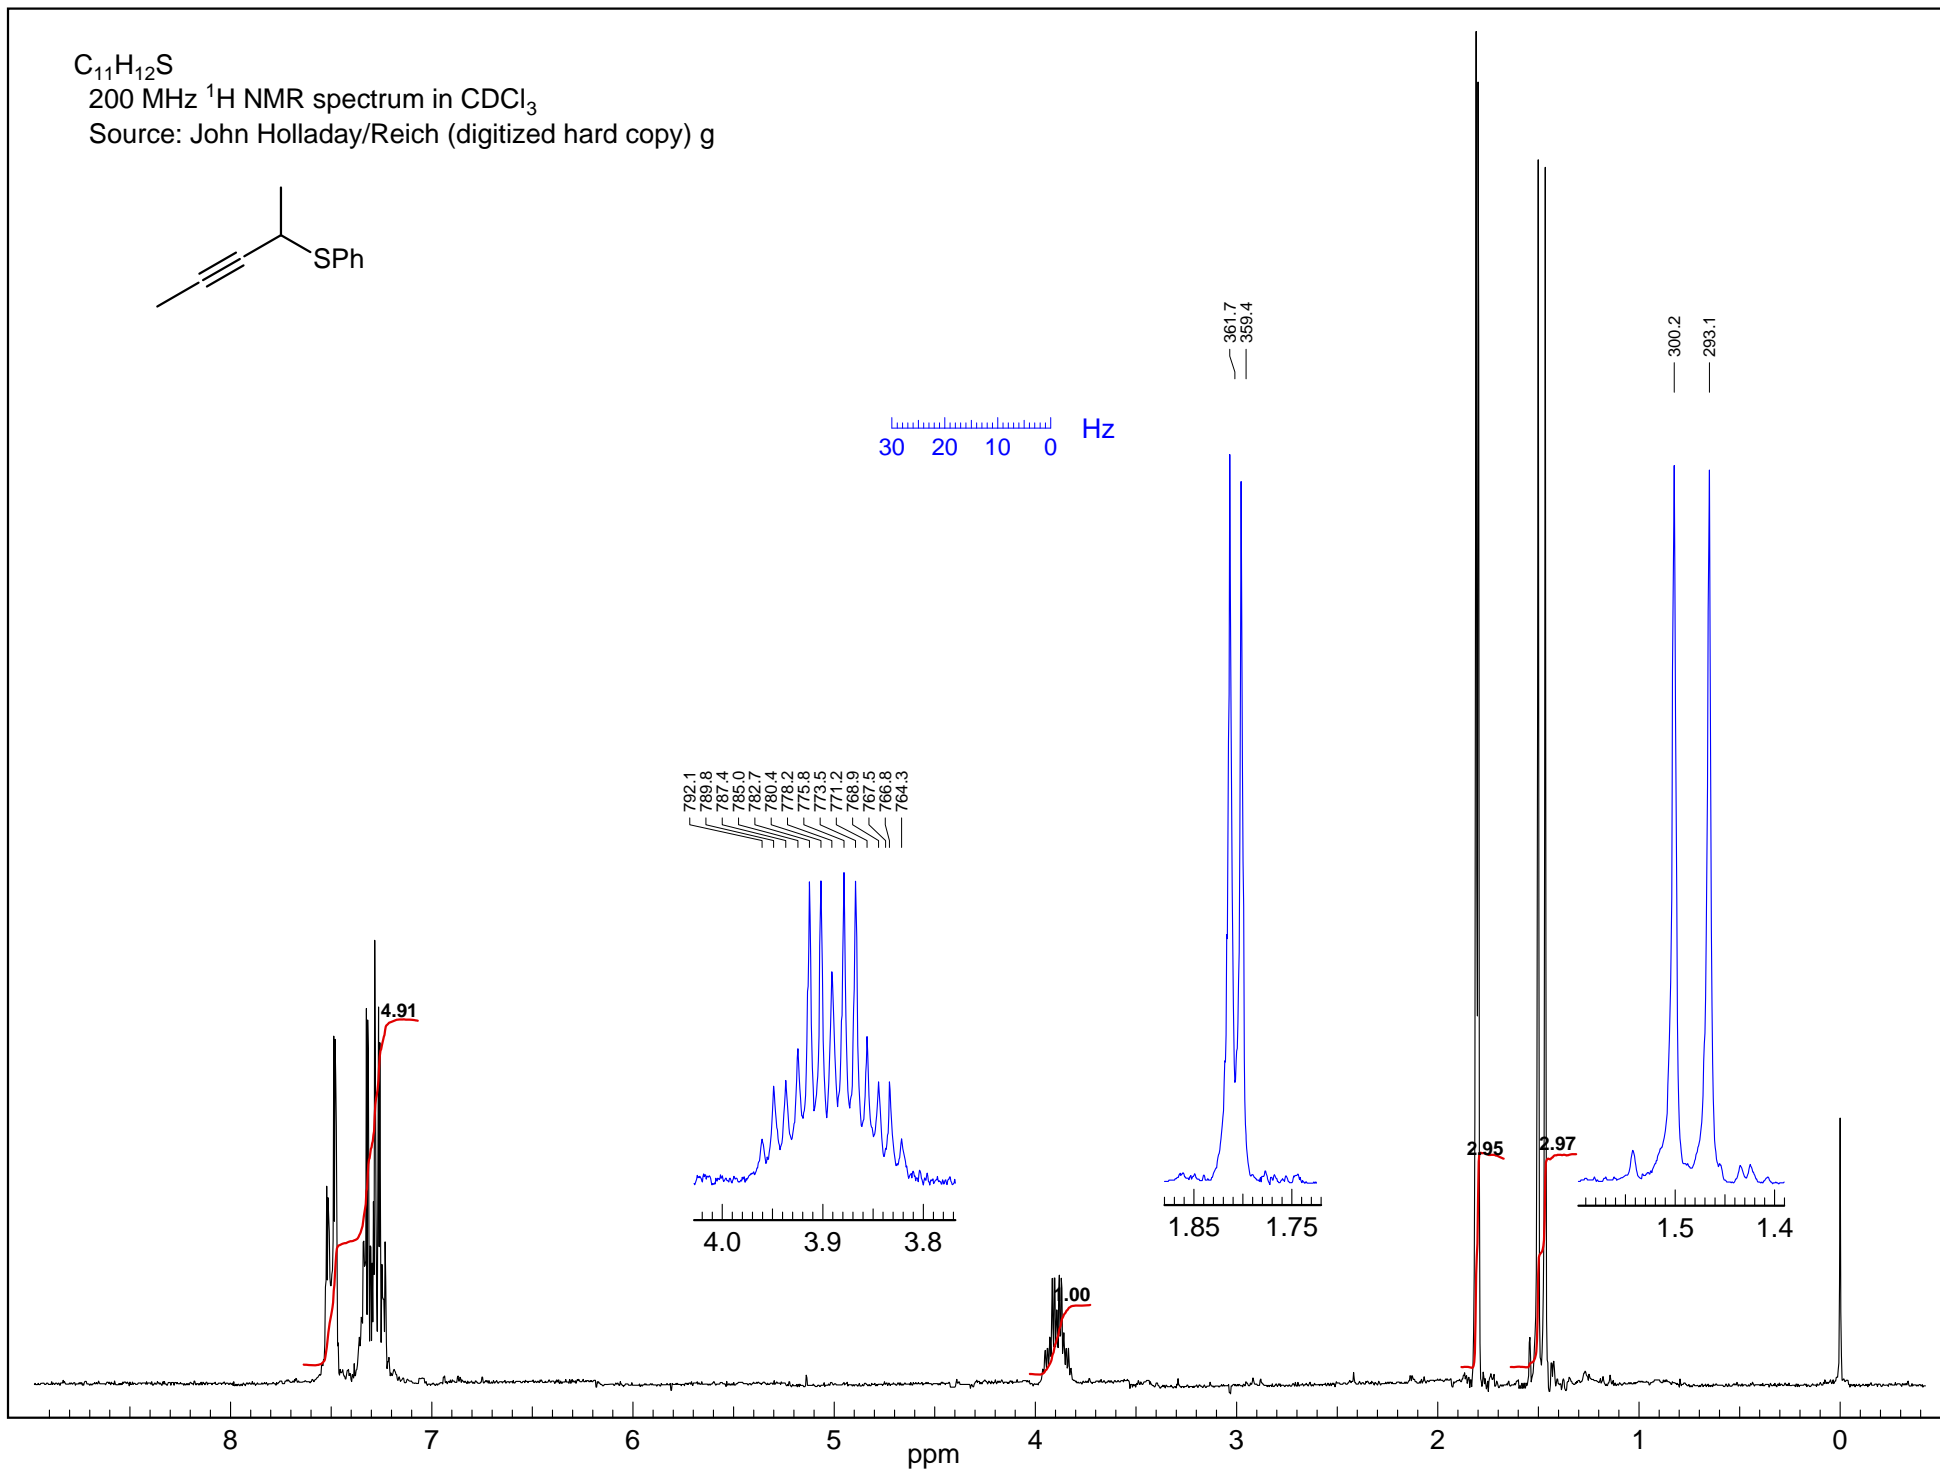 C₁₁H₁₂S
200 MHz ¹H NMR spectrum in CDCl₃
Source: John Holladay/Reich (digitized hard copy) g
SPh
361.7
359.4
300.2
293.1
Hz
30 20 10 0
792.1
789.8
787.4
785.0
782.7
780.4
778.2
775.8
773.5
771.2
768.9
767.5
766.8
764.3
4.91
2.95
2.97
4.0 3.9 3.8
1.85 1.75
1.5 1.4
1.00
8 7 6 5 4 3 2 1 0
ppm